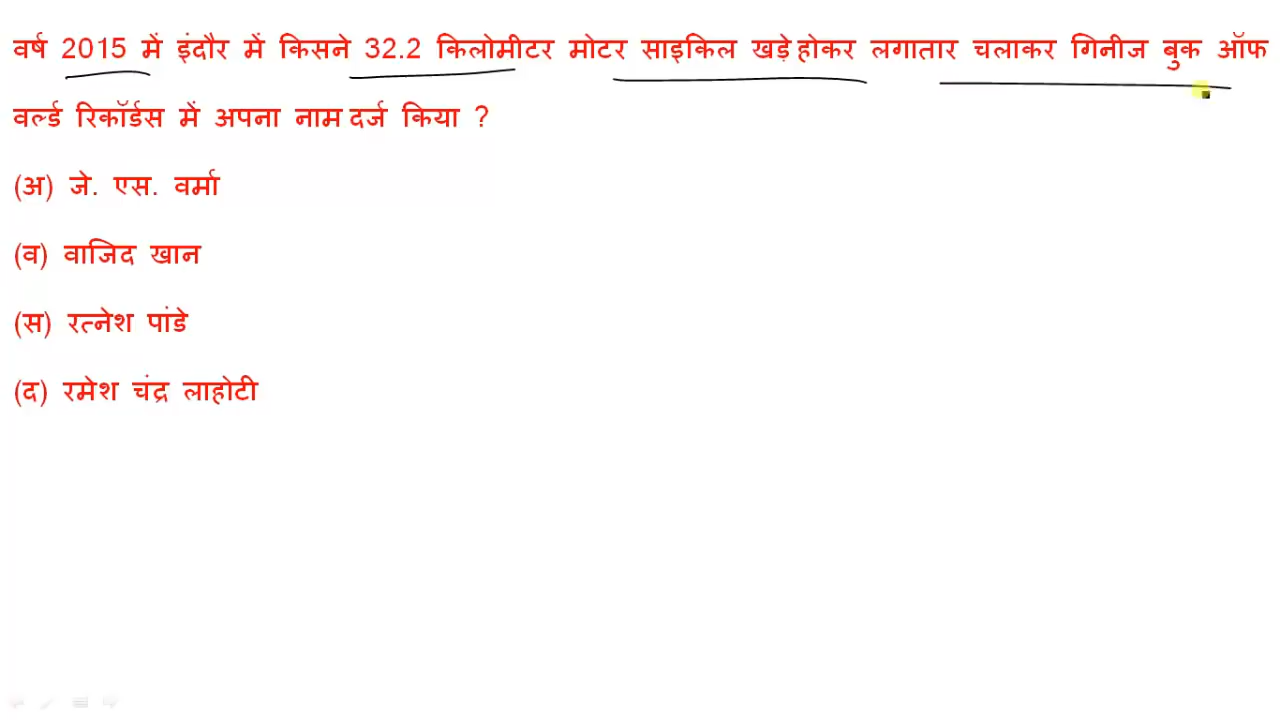 वर्ष 2015 में इंदौर में किसने 32.2 किलोमीटर मोटर साइकिल खड़े होकर लगातार चलाकर गिनीज बुक ऑफ
वर्ल्ड रिकॉर्डस में अपना नाम दर्ज किया ?
(अ) जे. एस. वर्मा
(व) वाजिद खान
(स) रत्नेश पांडे
(द) रमेश चंद्र लाहोटी